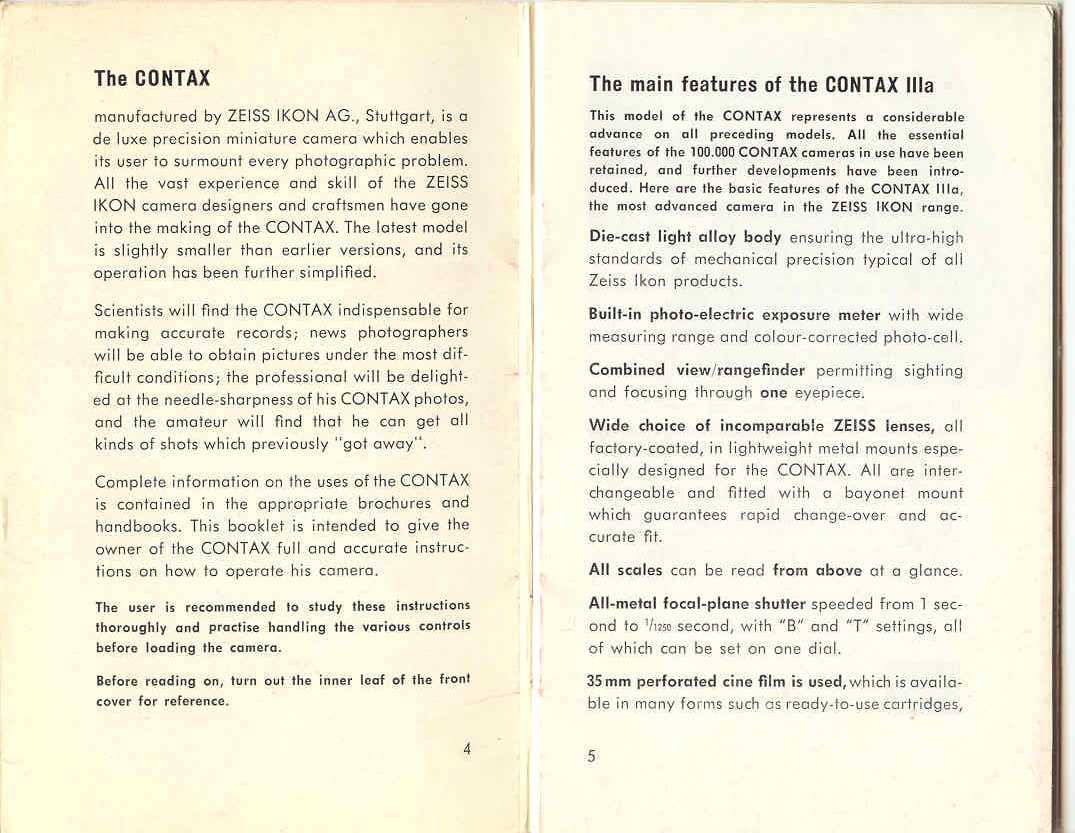 The CONTAX
manufactured by ZEISS IKON AG., Stuttgart, is a
de luxe precision miniature camera which enables
its user to surmount every photographic problem.
All the vast experience and skill of the ZEISS
IKON camera designers and craftsmen have gone
into the making of the CONTAX. The latest model
is slightly smaller than earlier versions, and its
operation has been further simplified.
Scientists will find the CONTAX indispensable for
making accurate records; news photographers
will be able to obtain pictures under the most dif-
ficult conditions; the professional will be delight-
ed at the needle-sharpness of his CONTAX photos,
and the amateur will find that he can get all
kinds of shots which previously "got away".
Complete information on the uses of the CONTAX
is contained in the appropriate brochures and
handbooks. This booklet is intended to give the
owner of the CONTAX full and accurate instruc-
tions on how to operate his camera.
The user is recommended to study these instructions
thoroughly and practise handling the various controls
before loading the camera.
Before reading on, turn out the inner leaf of the front
cover for reference.
4
The main features of the CONTAX IIIa
This model of the CONTAX represents a considerable
advance on all preceding models. All the essential
features of the 100.000 CONTAX cameras in use have been
retained, and further developments have been intro-
duced. Here are the basic features of the CONTAX IIIa,
the most advanced camera in the ZEISS IKON range.
Die-cast light alloy body ensuring the ultra-high
standards of mechanical precision typical of all
Zeiss Ikon products.
Built-in photo-electric exposure meter with wide
measuring range and colour-corrected photo-cell.
Combined view/rangefinder permitting sighting
and focusing through one eyepiece.
Wide choice of incomparable ZEISS lenses, all
factory-coated, in lightweight metal mounts espe-
cially designed for the CONTAX. All are inter-
changeable and fitted with a bayonet mount
which guarantees rapid change-over and ac-
curate fit.
All scales can be read from above at a glance.
All-metal focal-plane shutter speeded from 1 sec-
ond to 1/1250 second, with "B" and "T" settings, all
of which can be set on one dial.
35 mm perforated cine film is used, which is availa-
ble in many forms such as ready-to-use cartridges,
5